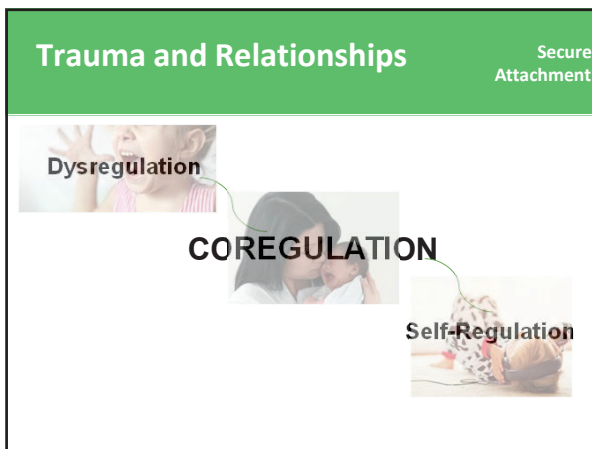 Trauma and Relationships
Secure
Attachment
Dysregulation
COREGULATION
Self-Regulation